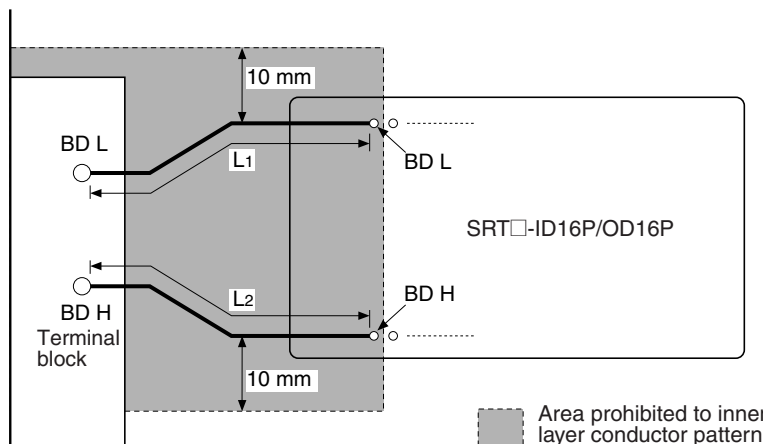 10 mm
BD L
L1
BD L
SRT□-ID16P/OD16P
L2
BD H
BD H
Terminal
block
10 mm
Area prohibited to inner
layer conductor pattern